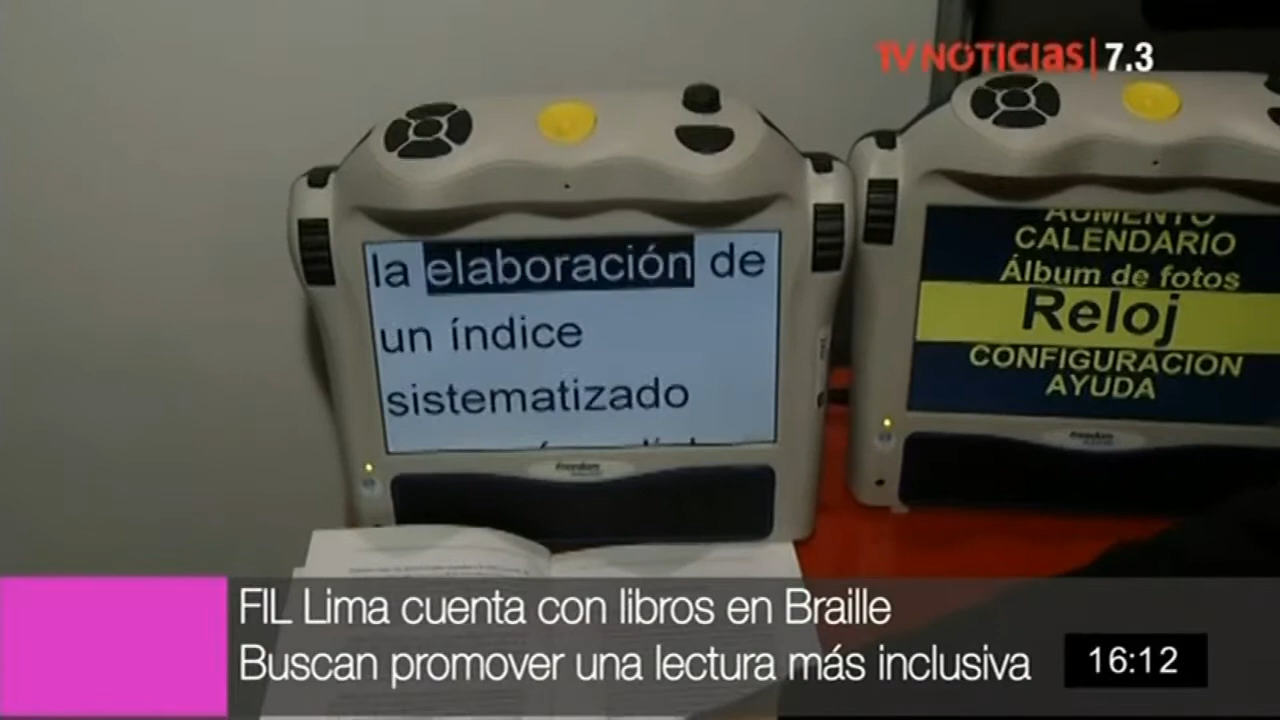 TV NOTICIAS 7.3
la elaboración de
un índice
sistematizado
AUMENTO
CALENDARIO
Álbum de fotos
Reloj
CONFIGURACION
AYUDA
freedom
FIL Lima cuenta con libros en Braille
Buscan promover una lectura más inclusiva
16:12